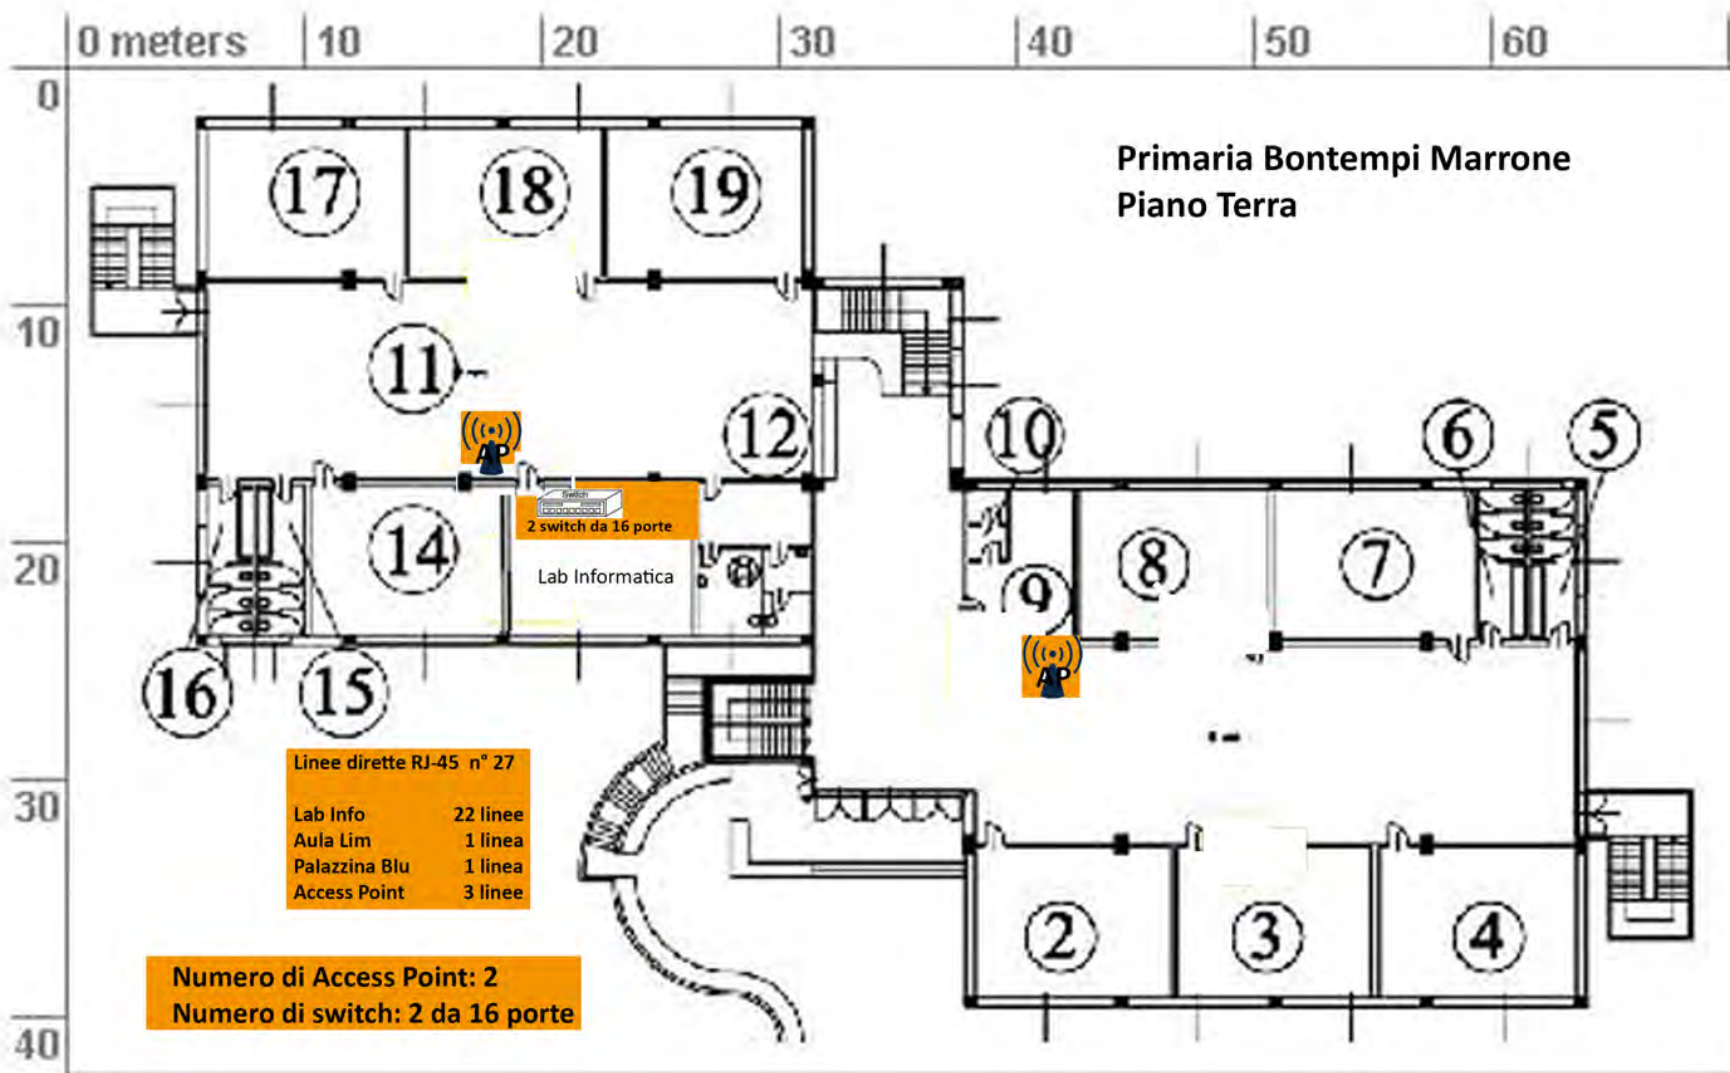 0 meters 10 20 30 40 50 60
0
10
20
30
40
Primaria Bontempi Marrone
Piano Terra
17 18 19
11
12
AP
Switch
2 switch da 16 porte
14
Lab Informatica
16
15
10
6
5
9
8
7
AP
2
3
4
Linee dirette RJ-45 n° 27
Lab Info 22 linee
Aula Lim 1 linea
Palazzina Blu 1 linea
Access Point 3 linee
Numero di Access Point: 2
Numero di switch: 2 da 16 porte